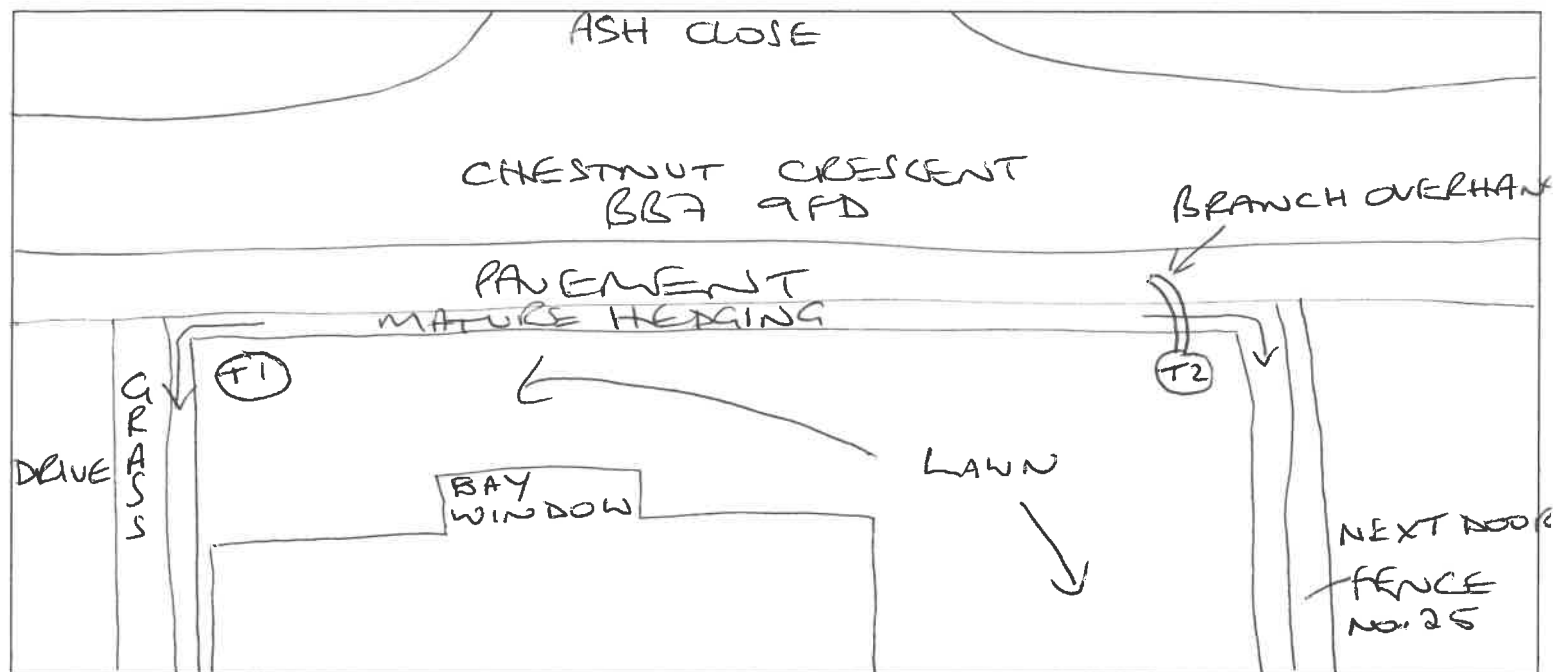 ASH CLOSE
CHESTNUT CRESCENT
BB7 9FD
BRANCH OVERHAN
PAVEMENT
MATURE HEDGING
T1
T2
GRASS
DRIVE
BAY
WINDOW
LAWN
NEXT DOOR
FENCE
NO. 25